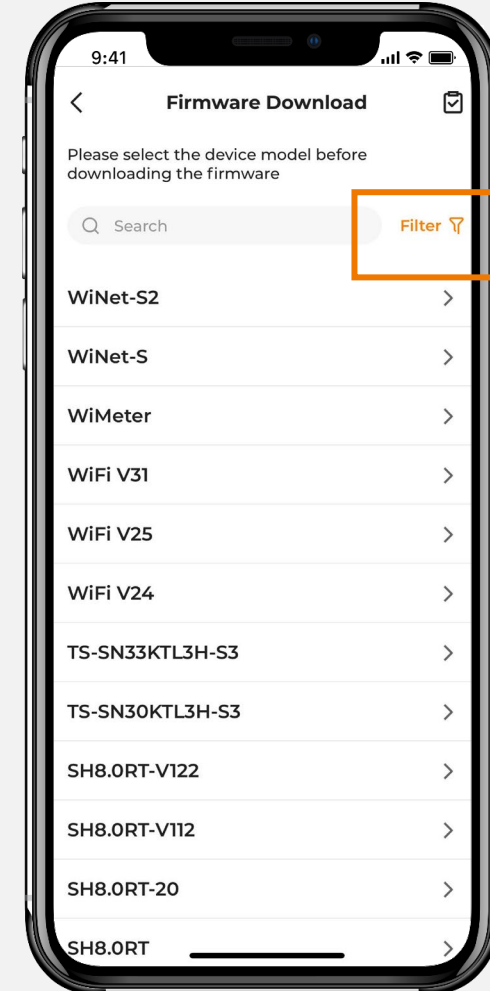 9:41
Firmware Download
Please select the device model before
downloading the firmware
Search
Filter
WiNet-S2
WiNet-S
WiMeter
WiFi V31
WiFi V25
WiFi V24
TS-SN33KTL3H-S3
TS-SN30KTL3H-S3
SH8.0RT-V122
SH8.0RT-V112
SH8.0RT-20
SH8.0RT